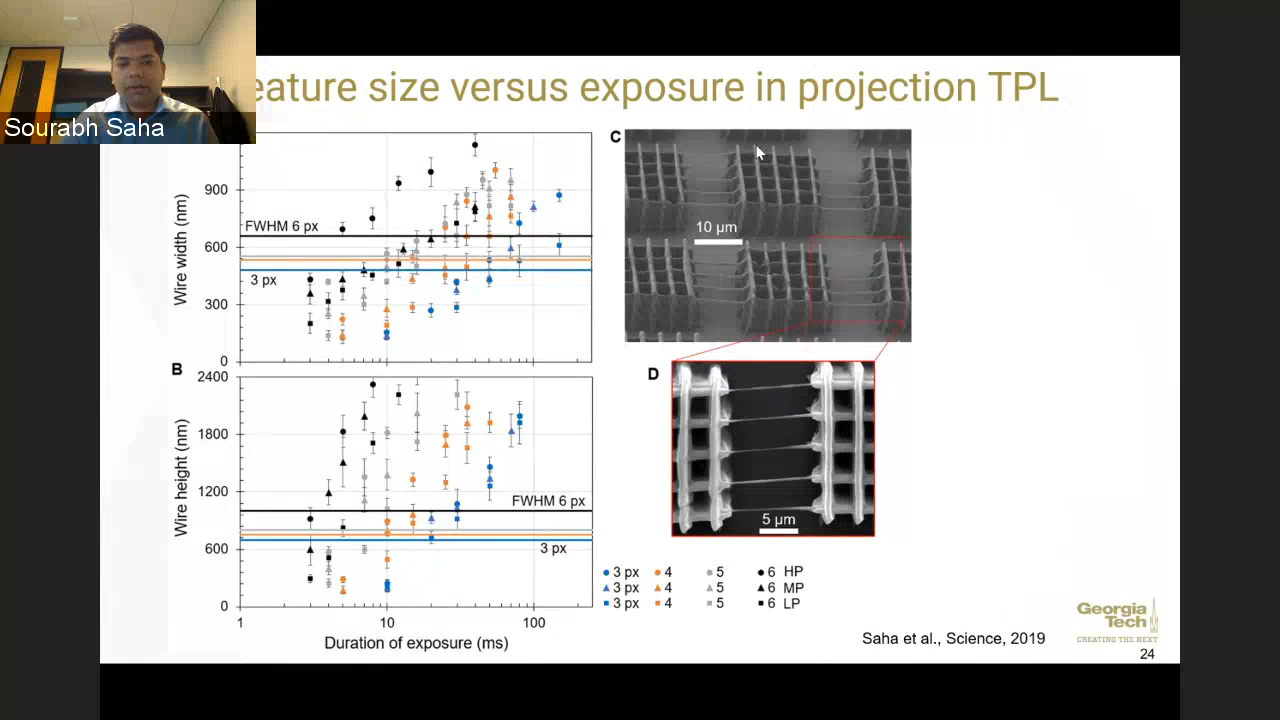 Sourabh Saha
eature size versus exposure in projection TPL
Wire width (nm)
900
600
300
0
FWHM 6 px
3 px
B
Wire height (nm)
2400
1800
1200
600
0
FWHM 6 px
3 px
1 10 100
Duration of exposure (ms)
C
10 µm
D
5 µm
3 px 4 5 6 HP
3 px 4 5 6 MP
3 px 4 5 6 LP
Saha et al., Science, 2019
Georgia
Tech
CREATING THE NEXT
24